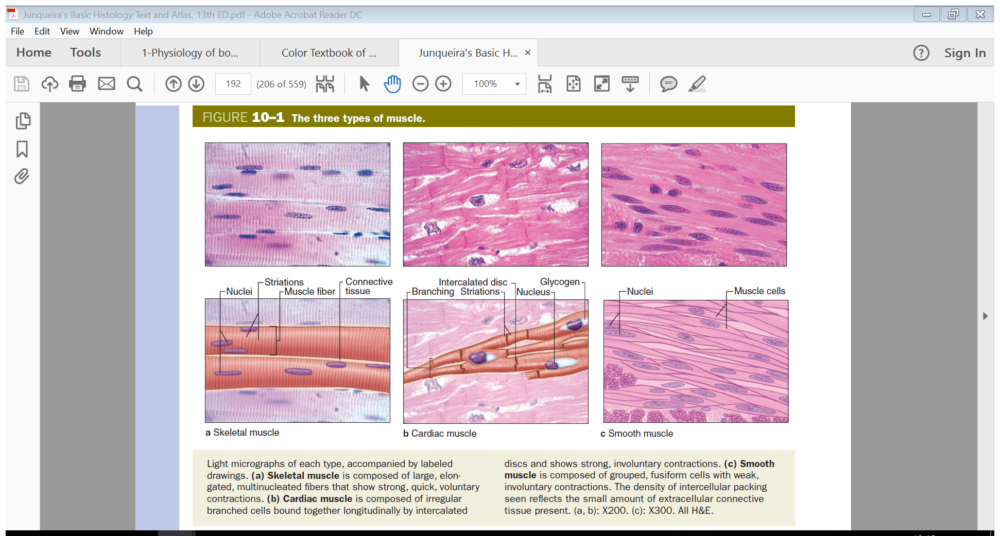 Junqueira's Basic Histology Text and Atlas, 13th ED.pdf - Adobe Acrobat Reader DC
File Edit View Window Help
Home Tools 1-Physiology of bo... Color Textbook of ... Junqueira's Basic H... × ? Sign In
192 (206 of 559) 100%
FIGURE 10–1 The three types of muscle.
Striations Connective Intercalated disc Glycogen
Nuclei Muscle fiber tissue Branching Striations Nucleus Nuclei Muscle cells
a Skeletal muscle b Cardiac muscle c Smooth muscle
Light micrographs of each type, accompanied by labeled
drawings. (a) Skeletal muscle is composed of large, elon-
gated, multinucleated fibers that show strong, quick, voluntary
contractions. (b) Cardiac muscle is composed of irregular
branched cells bound together longitudinally by intercalated
discs and shows strong, involuntary contractions. (c) Smooth
muscle is composed of grouped, fusiform cells with weak,
involuntary contractions. The density of intercellular packing
seen reflects the small amount of extracellular connective
tissue present. (a, b): X200. (c): X300. All H&E.